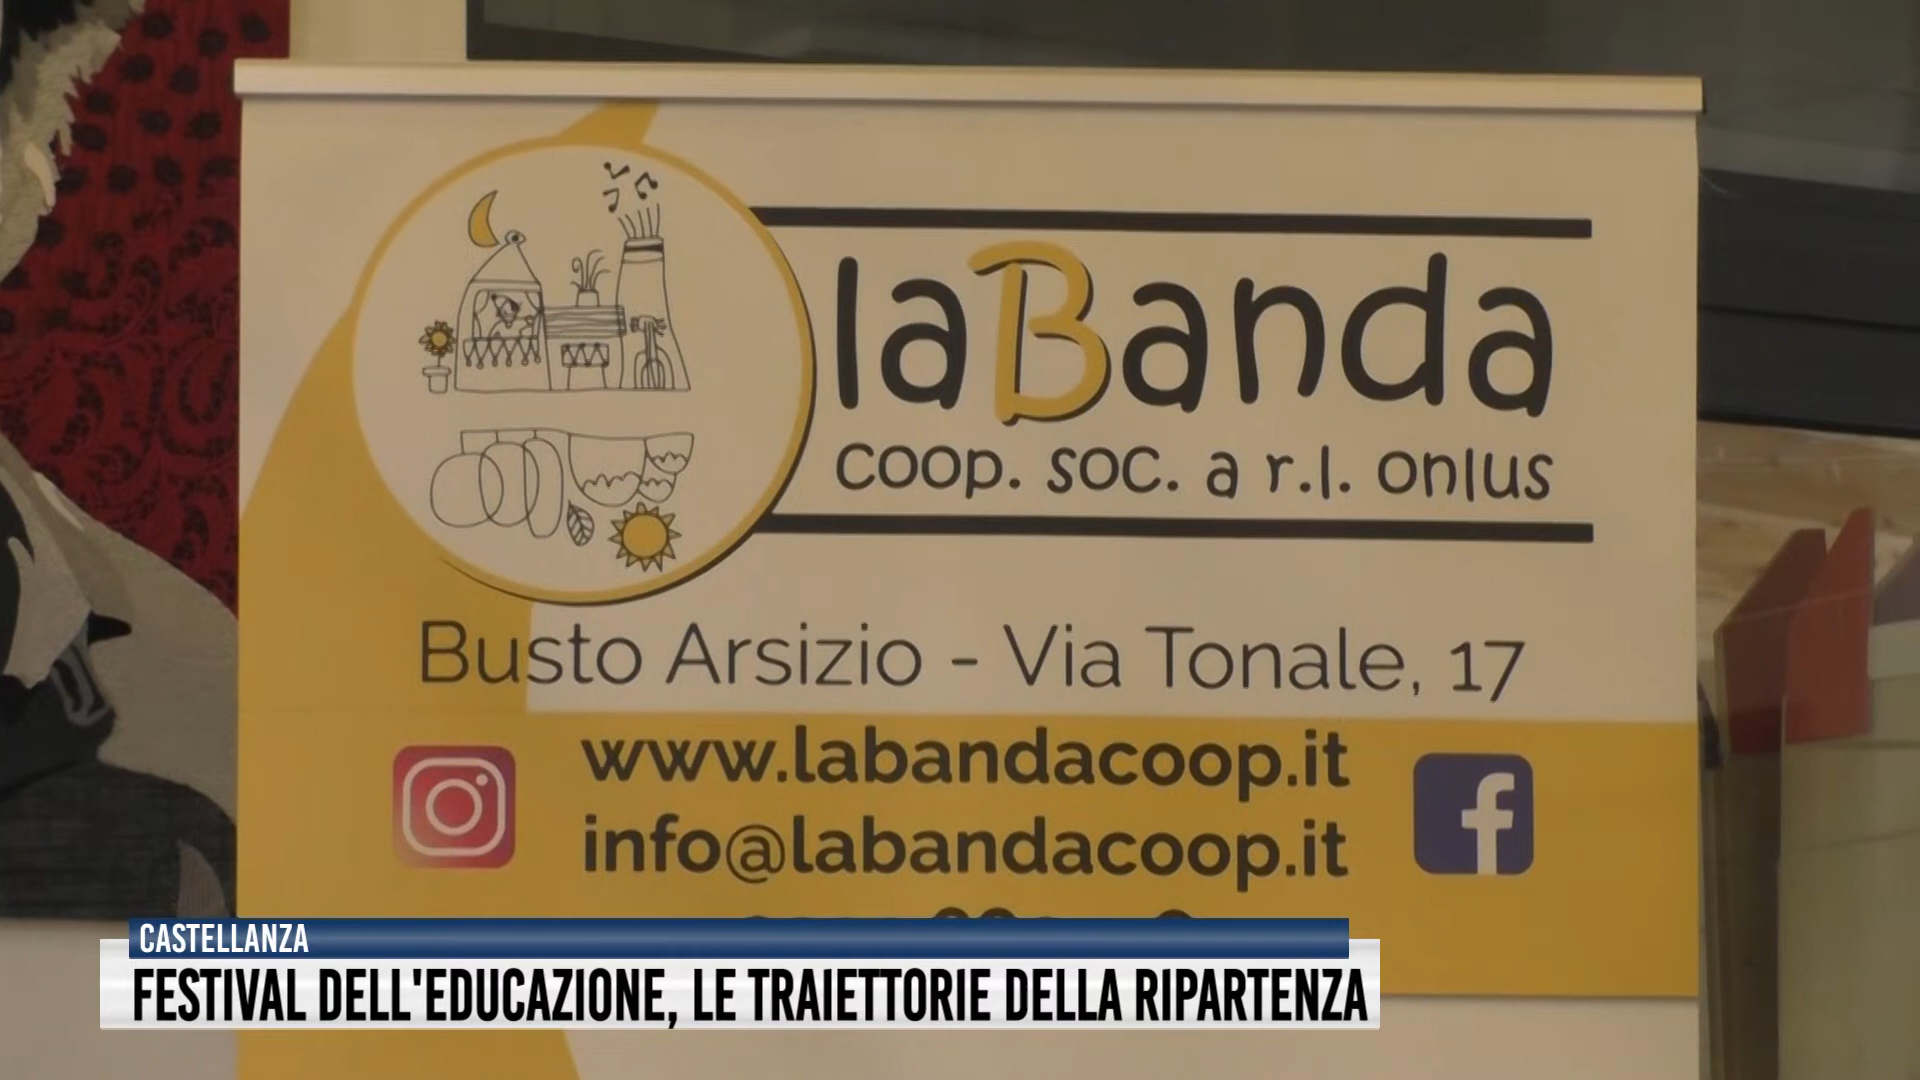 laBanda
coop. soc. a r.l. onlus
Busto Arsizio - Via Tonale, 17
www.labandacoop.it
info@labandacoop.it
CASTELLANZA
FESTIVAL DELL'EDUCAZIONE, LE TRAIETTORIE DELLA RIPARTENZA